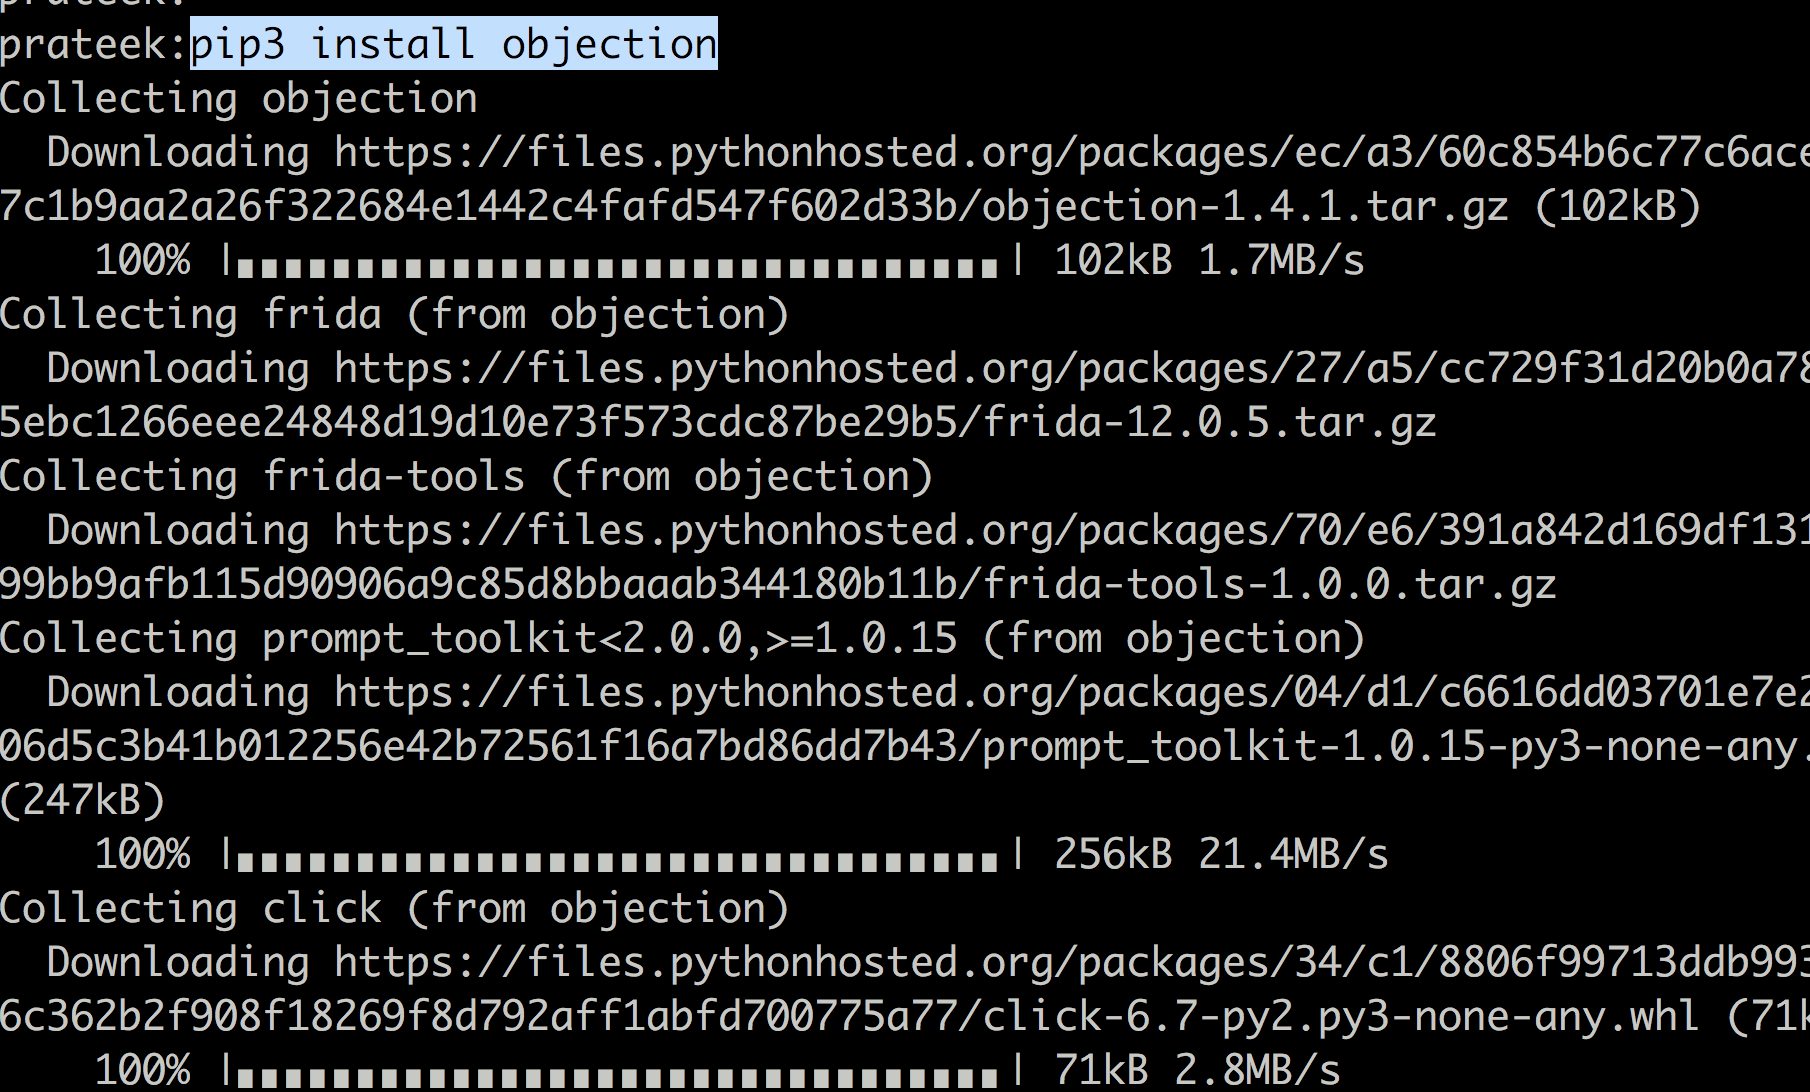 prateek:
prateek:pip3 install objection
Collecting objection
  Downloading https://files.pythonhosted.org/packages/ec/a3/60c854b6c77c6ace
7c1b9aa2a26f322684e1442c4fafd547f602d33b/objection-1.4.1.tar.gz (102kB)
    100% || 102kB 1.7MB/s
Collecting frida (from objection)
  Downloading https://files.pythonhosted.org/packages/27/a5/cc729f31d20b0a78
5ebc1266eee24848d19d10e73f573cdc87be29b5/frida-12.0.5.tar.gz
Collecting frida-tools (from objection)
  Downloading https://files.pythonhosted.org/packages/70/e6/391a842d169df131
99bb9afb115d90906a9c85d8bbaaab344180b11b/frida-tools-1.0.0.tar.gz
Collecting prompt_toolkit<2.0.0,>=1.0.15 (from objection)
  Downloading https://files.pythonhosted.org/packages/04/d1/c6616dd03701e7e2
06d5c3b41b012256e42b72561f16a7bd86dd7b43/prompt_toolkit-1.0.15-py3-none-any.
(247kB)
    100% || 256kB 21.4MB/s
Collecting click (from objection)
  Downloading https://files.pythonhosted.org/packages/34/c1/8806f99713ddb993
6c362b2f908f18269f8d792aff1abfd700775a77/click-6.7-py2.py3-none-any.whl (71k
    100% || 71kB 2.8MB/s